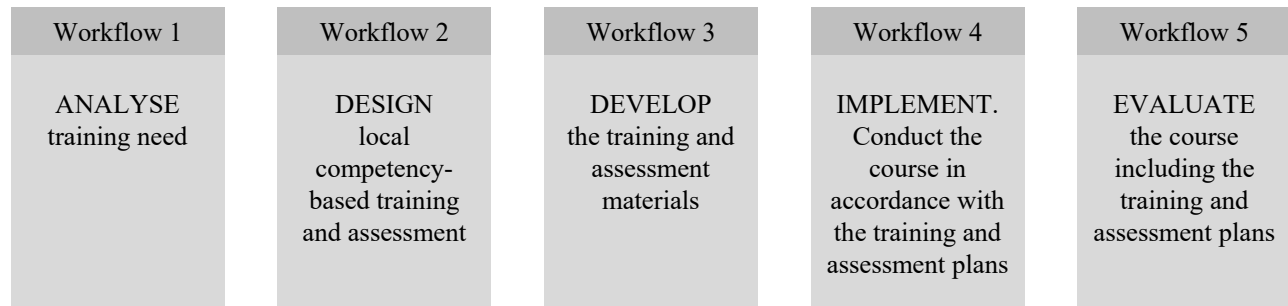 Workflow 1
ANALYSE
training need
Workflow 2
DESIGN
local
competency-
based training
and assessment
Workflow 3
DEVELOP
the training and
assessment
materials
Workflow 4
IMPLEMENT.
Conduct the
course in
accordance with
the training and
assessment plans
Workflow 5
EVALUATE
the course
including the
training and
assessment plans